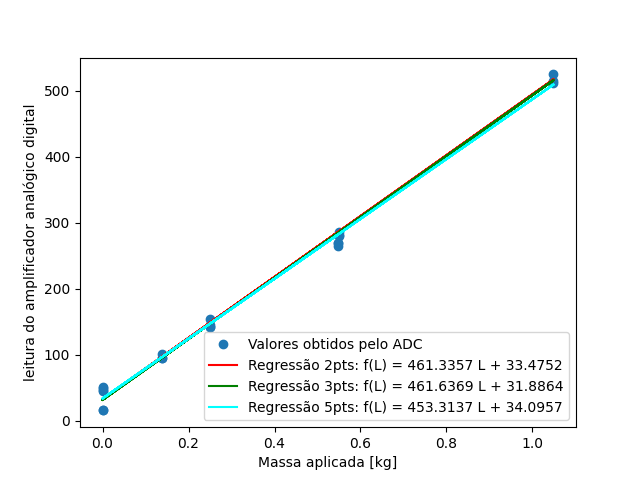 500
400
300
200
100
0
leitura do amplificador analógico digital
Valores obtidos pelo ADC
Regressão 2pts: f(L) = 461.3357 L + 33.4752
Regressão 3pts: f(L) = 461.6369 L + 31.8864
Regressão 5pts: f(L) = 453.3137 L + 34.0957
0.0 0.2 0.4 0.6 0.8 1.0
Massa aplicada [kg]